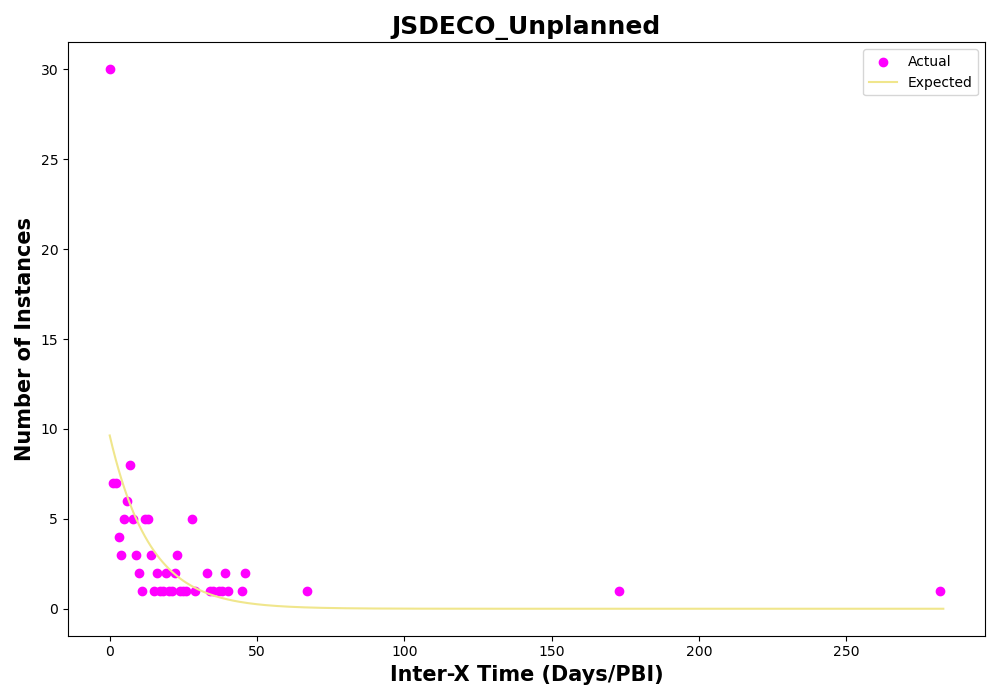 JSDECO_Unplanned
Actual
Expected
Number of Instances
30
25
20
15
10
5
0
0
50
100
150
200
250
Inter-X Time (Days/PBI)